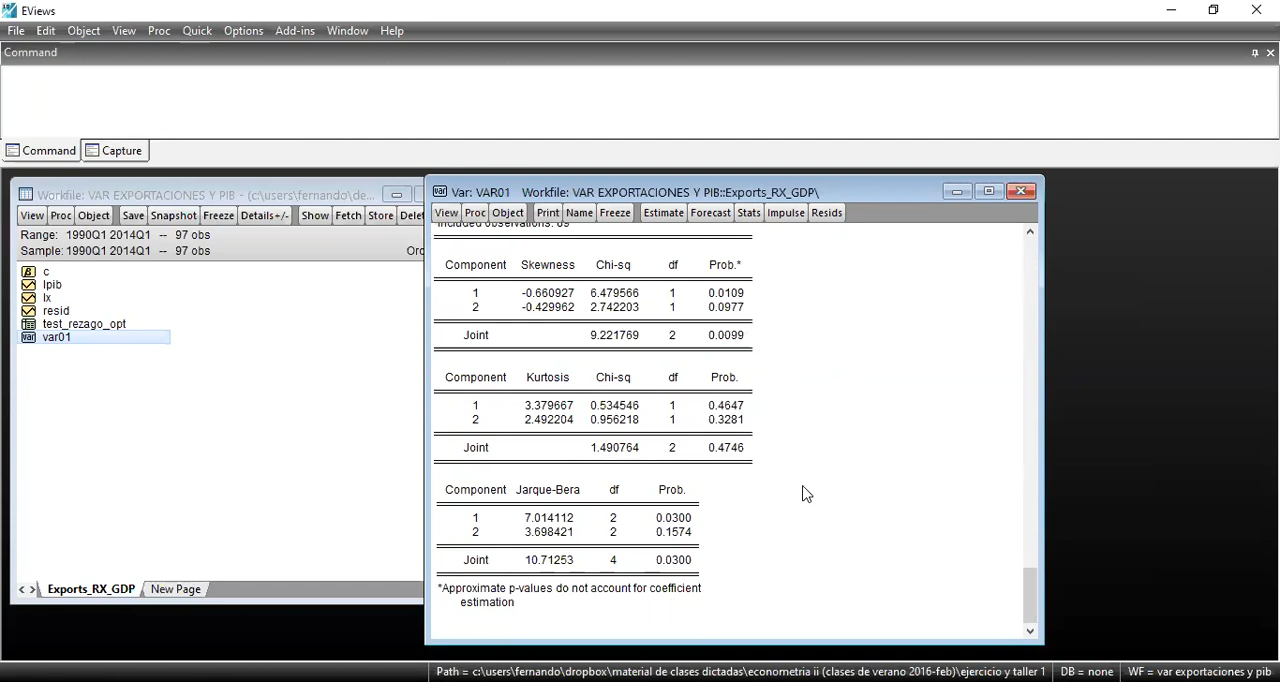 EViews
File Edit Object View Proc Quick Options Add-ins Window Help
Command
Command Capture
Workfile: VAR EXPORTACIONES Y PIB - (c:\users\fernando\de...
View Proc Object Save Snapshot Freeze Details+/- Show Fetch Store Delet
Range: 1990Q1 2014Q1 -- 97 obs
Sample: 1990Q1 2014Q1 -- 97 obs Ord
c
lpib
lx
resid
test_rezago_opt
var01
Exports_RX_GDP New Page
Var: VAR01 Workfile: VAR EXPORTACIONES Y PIB::Exports_RX_GDP\
View Proc Object Print Name Freeze Estimate Forecast Stats Impulse Resids
Included observations: 89
Component Skewness Chi-sq df Prob.*
1 -0.660927 6.479566 1 0.0109
2 -0.429962 2.742203 1 0.0977
Joint 9.221769 2 0.0099
Component Kurtosis Chi-sq df Prob.
1 3.379667 0.534546 1 0.4647
2 2.492204 0.956218 1 0.3281
Joint 1.490764 2 0.4746
Component Jarque-Bera df Prob.
1 7.014112 2 0.0300
2 3.698421 2 0.1574
Joint 10.71253 4 0.0300
*Approximate p-values do not account for coefficient
estimation
Path = c:\users\fernando\dropbox\material de clases dictadas\econometria ii (clases de verano 2016-feb)\ejercicio y taller 1 DB = none WF = var exportaciones y pib